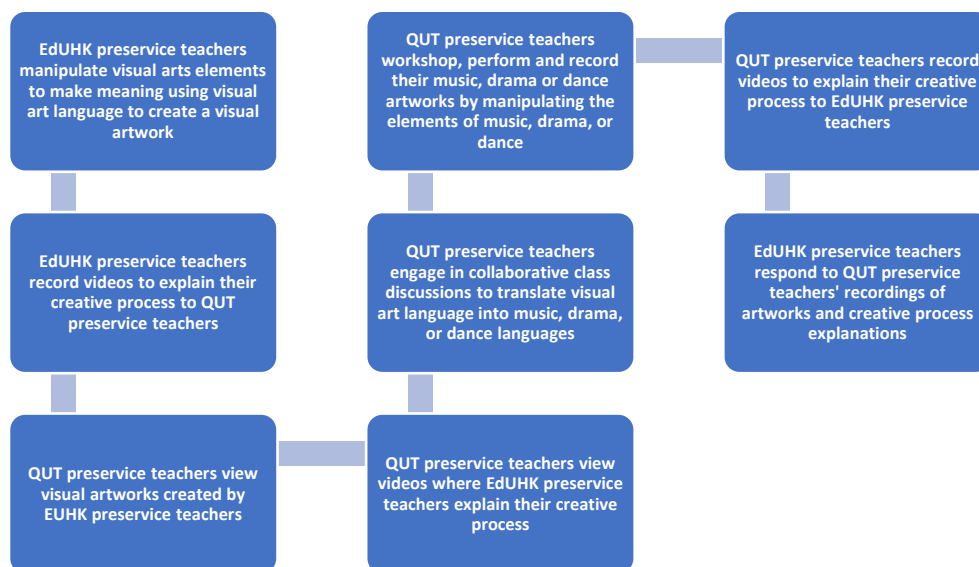 EdUHK preservice teachers
manipulate visual arts elements
to make meaning using visual
art language to create a visual
artwork
EdUHK preservice teachers
record videos to explain their
creative process to QUT
preservice teachers
QUT preservice teachers view
visual artworks created by
EUHK preservice teachers
QUT preservice teachers view
videos where EdUHK preservice
teachers explain their creative
process
QUT preservice teachers
engage in collaborative class
discussions to translate visual
art language into music, drama,
or dance languages
QUT preservice teachers
workshop, perform and record
their music, drama or dance
artworks by manipulating the
elements of music, drama, or
dance
QUT preservice teachers record
videos to explain their creative
process to EdUHK preservice
teachers
EdUHK preservice teachers
respond to QUT preservice
teachers' recordings of
artworks and creative process
explanations